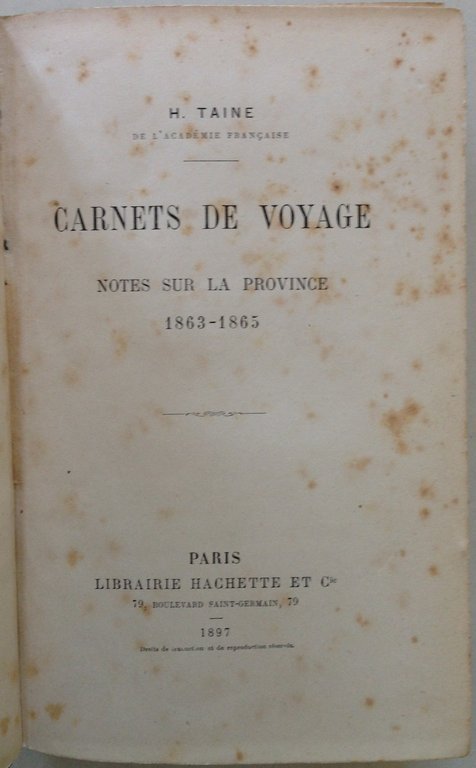 H. TAINE
DE L'ACADÉMIE FRANÇAISE
CARNETS DE VOYAGE
NOTES SUR LA PROVINCE
1863-1865
PARIS
LIBRAIRIE HACHETTE ET Cie
79, BOULEVARD SAINT-GERMAIN, 79
1897
Droits de traduction et de reproduction réservés.